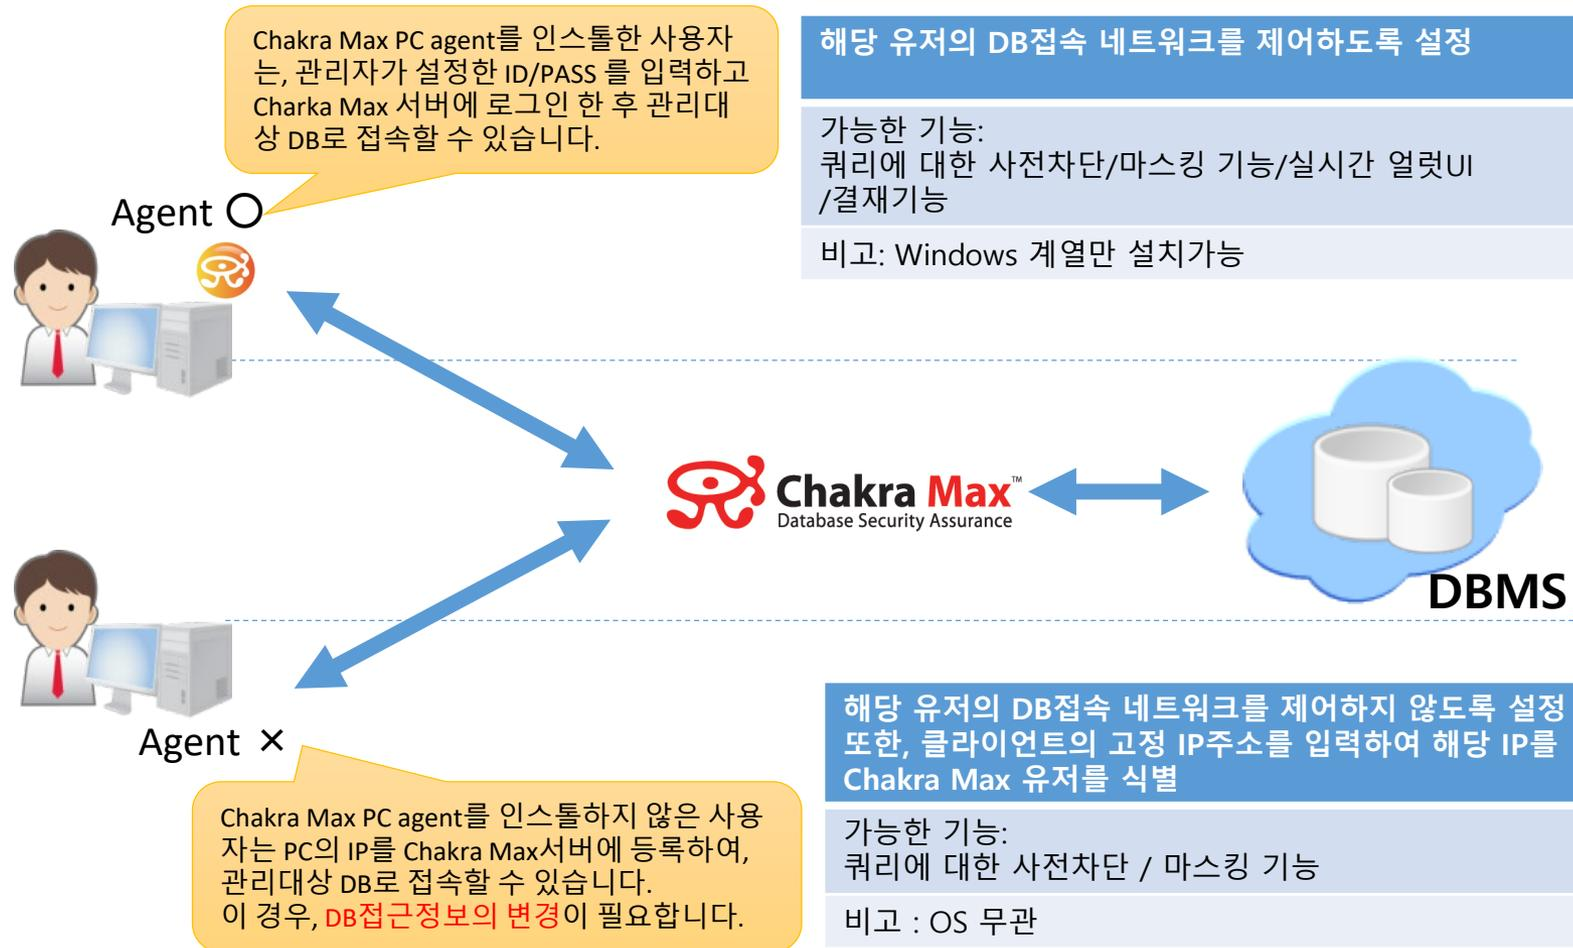 Chakra Max PC agent를 인스톨한 사용자
는, 관리자가 설정한 ID/PASS 를 입력하고
Charka Max 서버에 로그인 한 후 관리대
상 DB로 접속할 수 있습니다.
해당 유저의 DB접속 네트워크를 제어하도록 설정
가능한 기능:
쿼리에 대한 사전차단/마스킹 기능/실시간 얼럿UI
/결재기능
비고: Windows 계열만 설치가능
Agent ○
Chakra Max™
Database Security Assurance
DBMS
Agent ×
Chakra Max PC agent를 인스톨하지 않은 사용
자는 PC의 IP를 Chakra Max서버에 등록하여,
관리대상 DB로 접속할 수 있습니다.
이 경우, DB접근정보의 변경이 필요합니다.
해당 유저의 DB접속 네트워크를 제어하지 않도록 설정
또한, 클라이언트의 고정 IP주소를 입력하여 해당 IP를
Chakra Max 유저를 식별
가능한 기능:
쿼리에 대한 사전차단 / 마스킹 기능
비고 : OS 무관